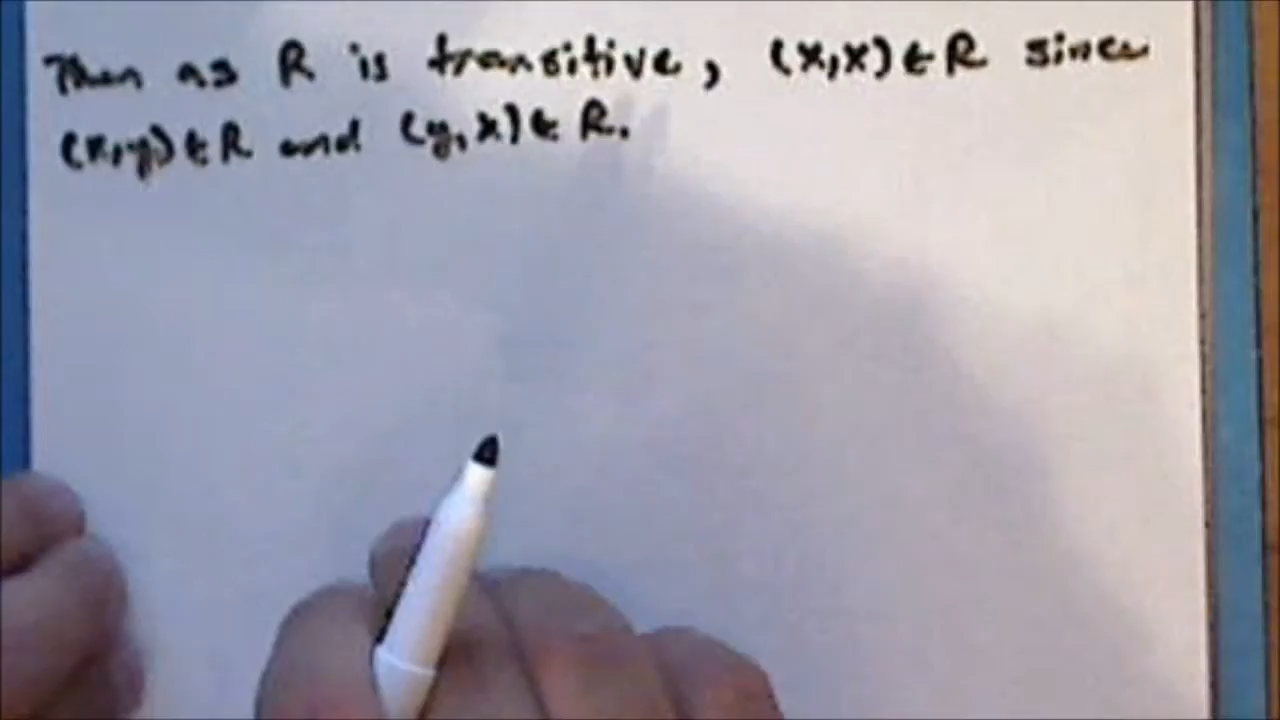 Then as R is transitive, (x,x) ∈ R since
(x,y) ∈ R and (y,x) ∈ R.